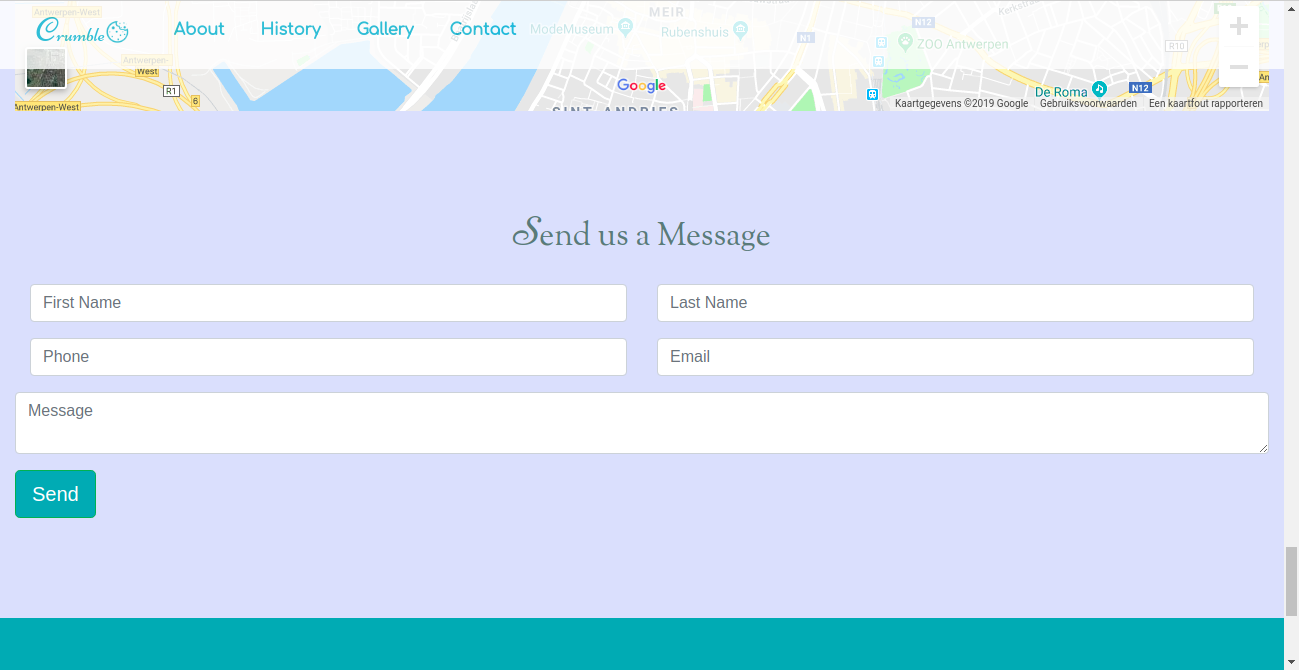 Antwerpen-West
MEIR
Crumble
About
History
Gallery
Contact
ModeMuseum
Rubenshuis
N1
N12
ZOO Antwerpen
R10
Antwerpen-
West
R1
6
Antwerpen-West
Google
SINT-ANDRIES
De Roma
N12
Kaartgegevens ©2019 Google
Gebruiksvoorwaarden
Een kaartfout rapporteren
Send us a Message
First Name
Last Name
Phone
Email
Message
Send